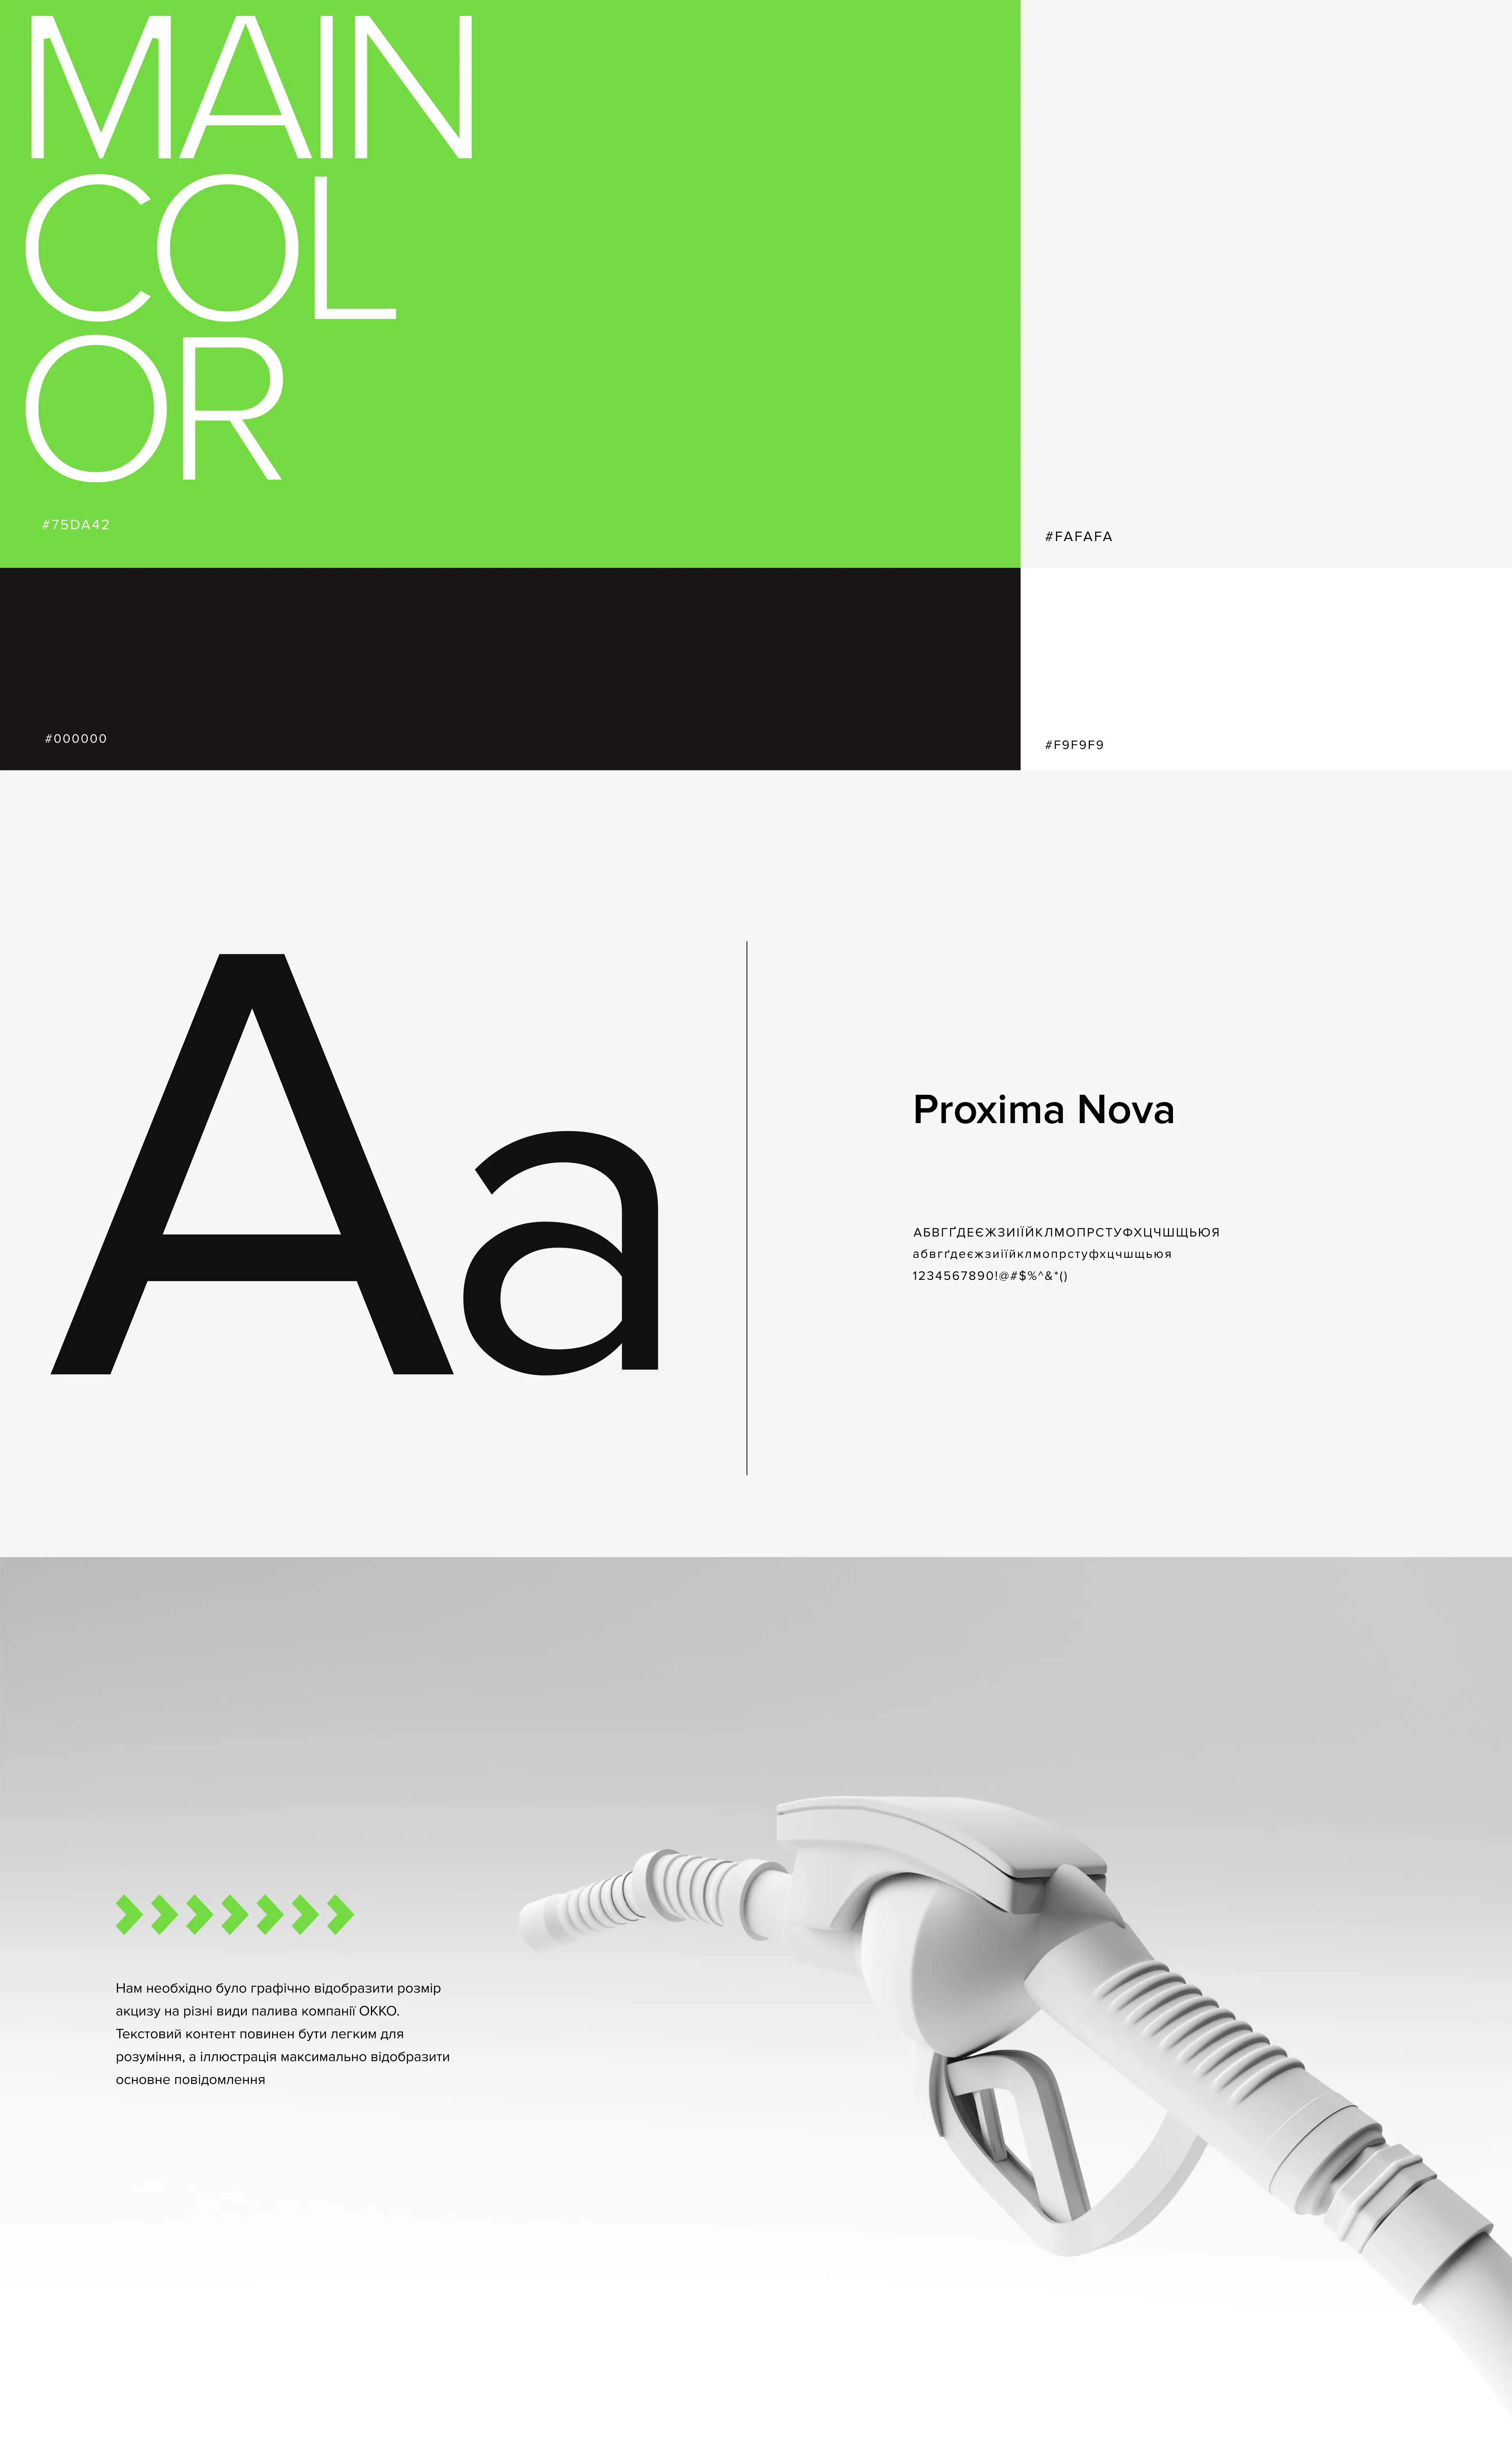 MAIN
COL
OR
#75DA42
#FAFAFA
#000000
#F9F9F9
Aa
Proxima Nova
АБВГҐДЕЄЖЗИІЇЙКЛМОПРСТУФХЦЧШЩЬЮЯ
абвгґдеєжзиіїйклмопрстуфхцчшщьюя
1234567890!@#$%^&*()
Нам необхідно було графічно відобразити розмір
акцизу на різні види палива компанії ОККО.
Текстовий контент повинен бути легким для
розуміння, а іллюстрація максимально відобразити
основне повідомлення